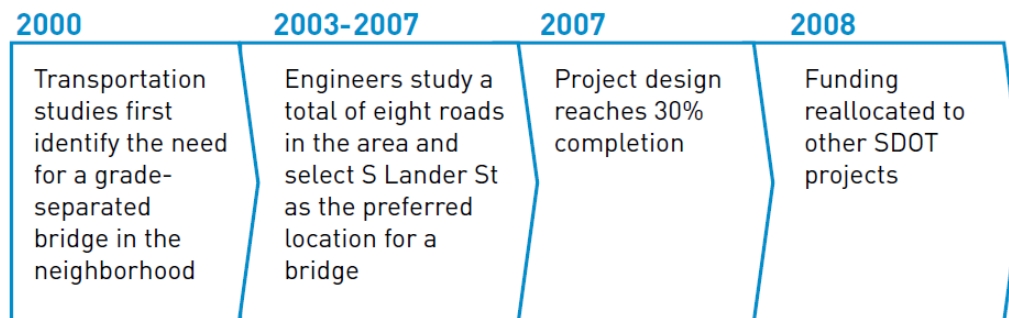 2000
Transportation
studies first
identify the need
for a grade-
separated
bridge in the
neighborhood
2003-2007
Engineers study a
total of eight roads
in the area and
select S Lander St
as the preferred
location for a
bridge
2007
Project design
reaches 30%
completion
2008
Funding
reallocated to
other SDOT
projects